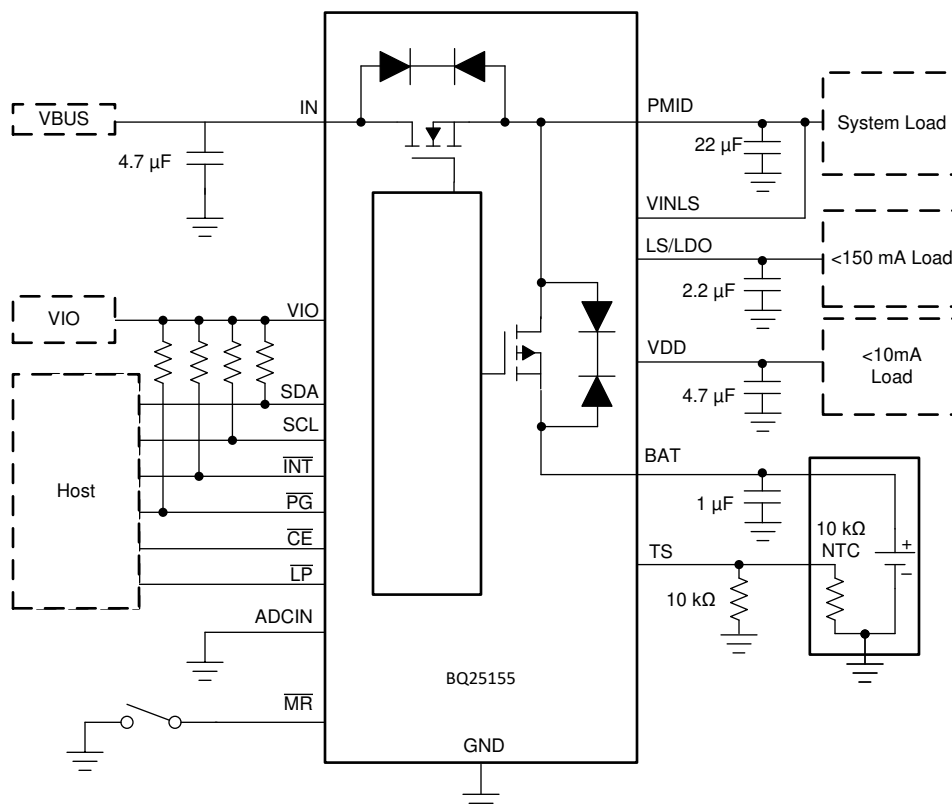 IN
PMID
VBUS
System Load
4.7 µF
22 µF
VINLS
LS/LDO
<150 mA Load
2.2 µF
VIO
VIO
VDD
<10mA
Load
4.7 µF
SDA
SCL
INT
PG
CE
LP
Host
BAT
1 µF
10 kΩ
NTC
+
−
TS
10 kΩ
ADCIN
BQ25155
MR
GND